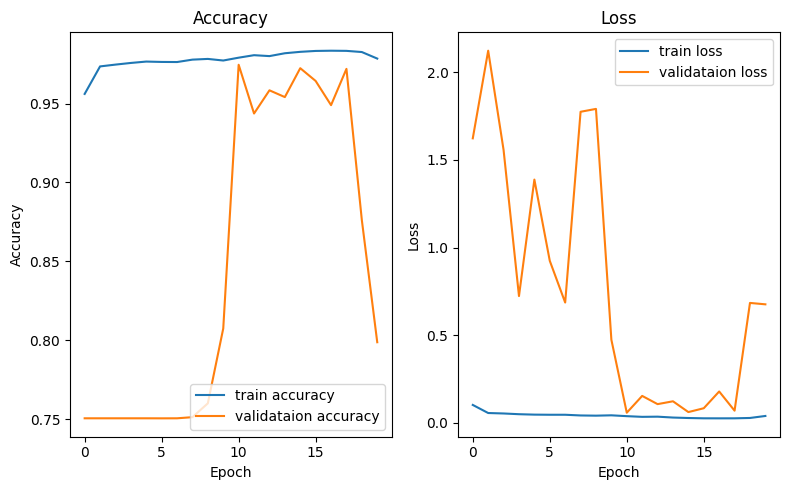 Accuracy
Accuracy
0.95
0.90
0.85
0.80
0.75
0
5
10
15
Epoch
train accuracy
validataion accuracy
Loss
Loss
2.0
1.5
1.0
0.5
0.0
0
5
10
15
Epoch
train loss
validataion loss